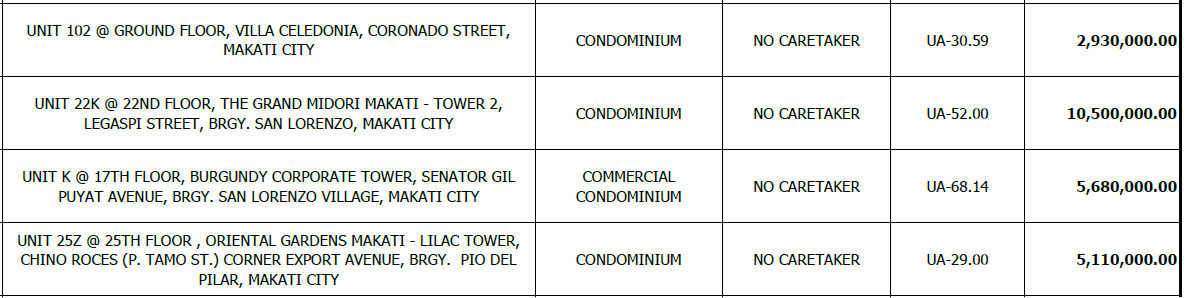 UNIT 102 @ GROUND FLOOR, VILLA CELEDONIA, CORONADO STREET,
MAKATI CITY
CONDOMINIUM
NO CARETAKER
UA-30.59
2,930,000.00
UNIT 22K @ 22ND FLOOR, THE GRAND MIDORI MAKATI - TOWER 2,
LEGASPI STREET, BRGY. SAN LORENZO, MAKATI CITY
CONDOMINIUM
NO CARETAKER
UA-52.00
10,500,000.00
UNIT K @ 17TH FLOOR, BURGUNDY CORPORATE TOWER, SENATOR GIL
PUYAT AVENUE, BRGY. SAN LORENZO VILLAGE, MAKATI CITY
COMMERCIAL
CONDOMINIUM
NO CARETAKER
UA-68.14
5,680,000.00
UNIT 25Z @ 25TH FLOOR , ORIENTAL GARDENS MAKATI - LILAC TOWER,
CHINO ROCES (P. TAMO ST.) CORNER EXPORT AVENUE, BRGY. PIO DEL
PILAR, MAKATI CITY
CONDOMINIUM
NO CARETAKER
UA-29.00
5,110,000.00